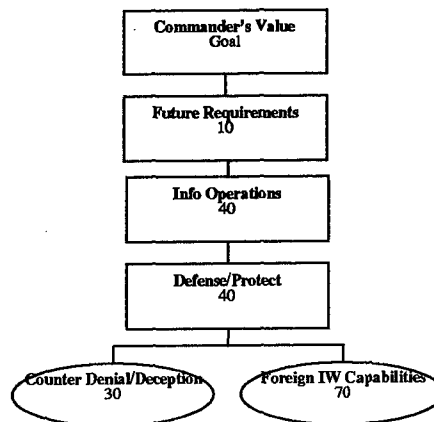 Commander's Value
Goal
Future Requirements
10
Info Operations
40
Defense/Protect
40
Counter Denial/Deception
30
Foreign IW Capabilities
70